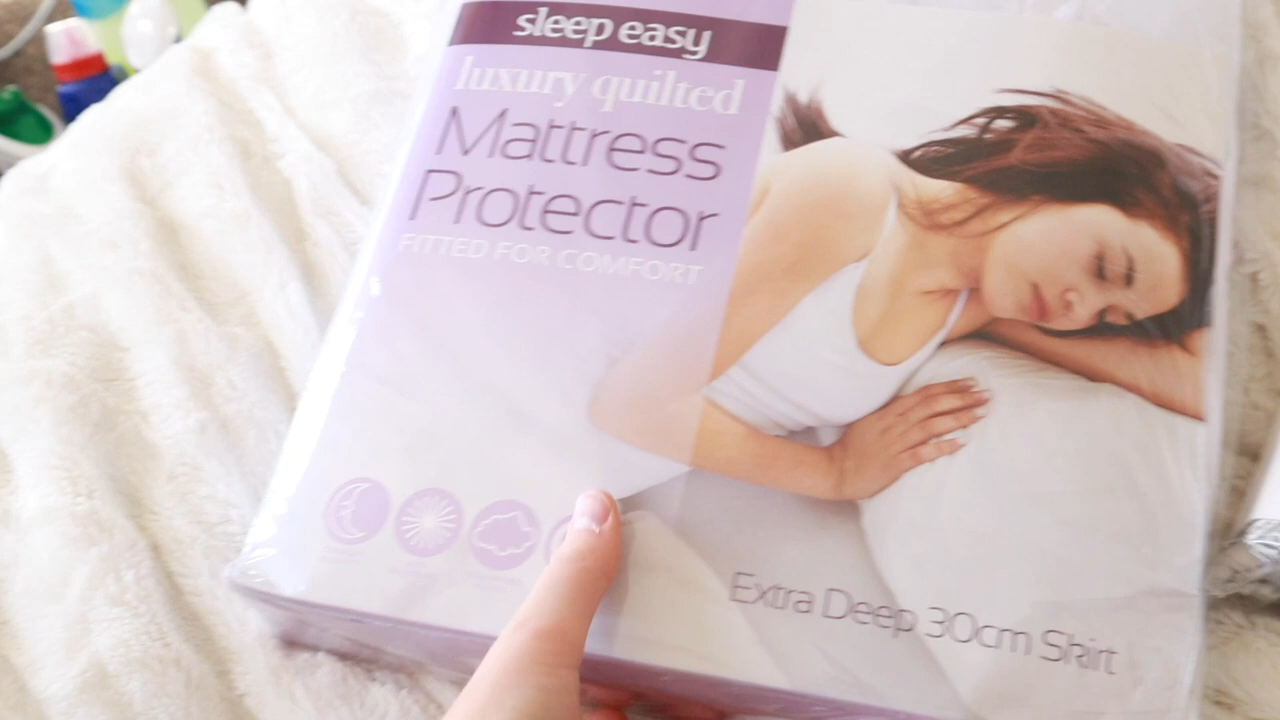 sleep easy
luxury quilted
Mattress
Protector
FITTED FOR COMFORT
Extra Deep 30cm Skirt